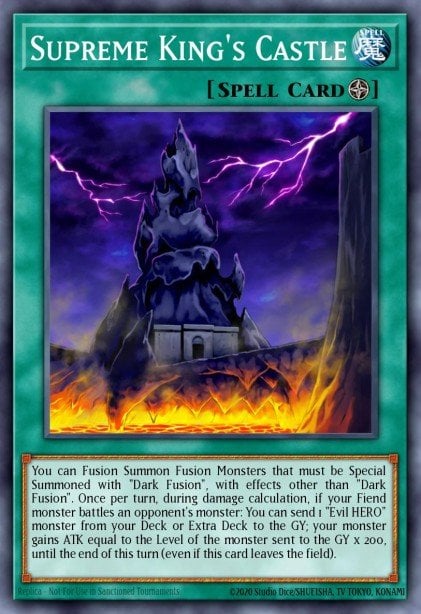 Supreme King's Castle
SPELL
魔
[Spell Card]
You can Fusion Summon Fusion Monsters that must be Special
Summoned with "Dark Fusion", with effects other than "Dark
Fusion". Once per turn, during damage calculation, if your Fiend
monster battles an opponent's monster: You can send 1 "Evil HERO"
monster from your Deck or Extra Deck to the GY; your monster
gains ATK equal to the Level of the monster sent to the GY x 200,
until the end of this turn (even if this card leaves the field).
Replica - Not For Use in Sanctioned Tournaments
©2020 Studio Dice/SHUEISHA, TV TOKYO, KONAMI